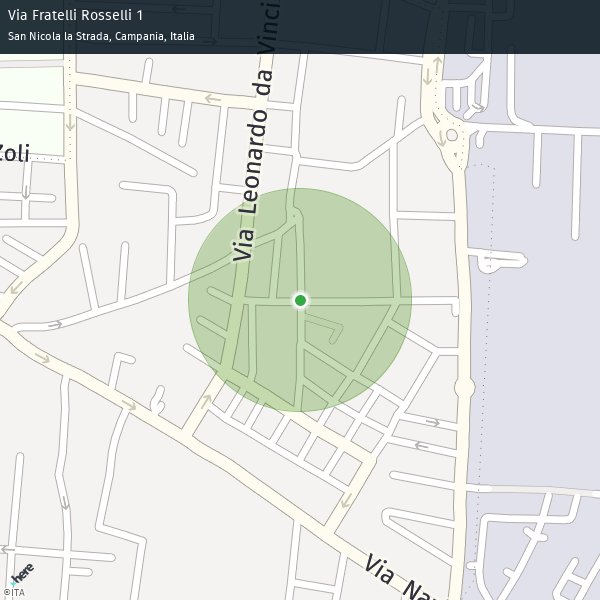 Via Fratelli Rosselli 1
San Nicola la Strada, Campania, Italia
Via Leonardo da Vinci
Zoli
Via Na
here
©ITA